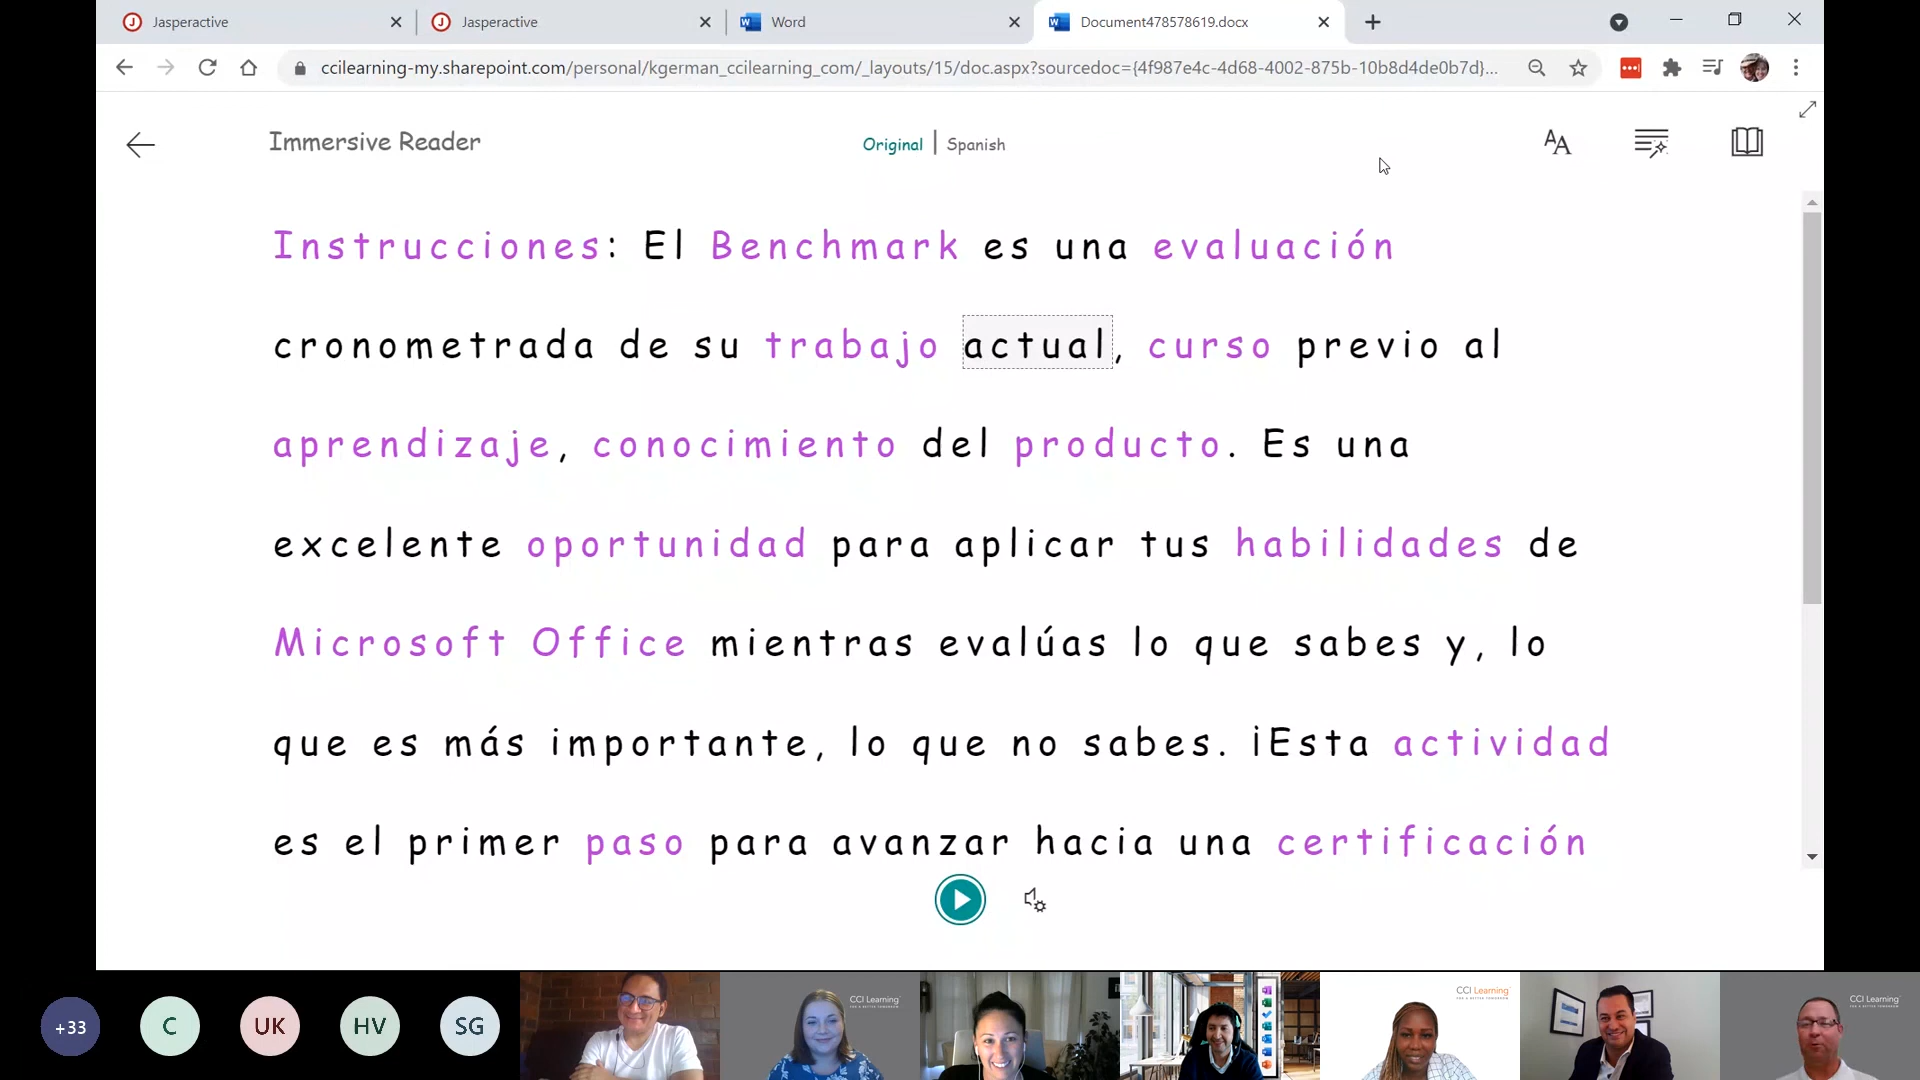 Jasperactive
Jasperactive
Word
Document478578619.docx
ccilearning-my.sharepoint.com/personal/kgerman_ccilearning_com/_layouts/15/doc.aspx?sourcedoc={4f987e4c-4d68-4002-875b-10b8d4de0b7d}...
Immersive Reader
Original | Spanish
Instrucciones: El Benchmark es una evaluación
cronometrada de su trabajo actual, curso previo al
aprendizaje, conocimiento del producto. Es una
excelente oportunidad para aplicar tus habilidades de
Microsoft Office mientras evalúas lo que sabes y, lo
que es más importante, lo que no sabes. ¡Esta actividad
es el primer paso para avanzar hacia una certificación
+33
C
UK
HV
SG
CCI Learning
CCI Learning
CCI Learning